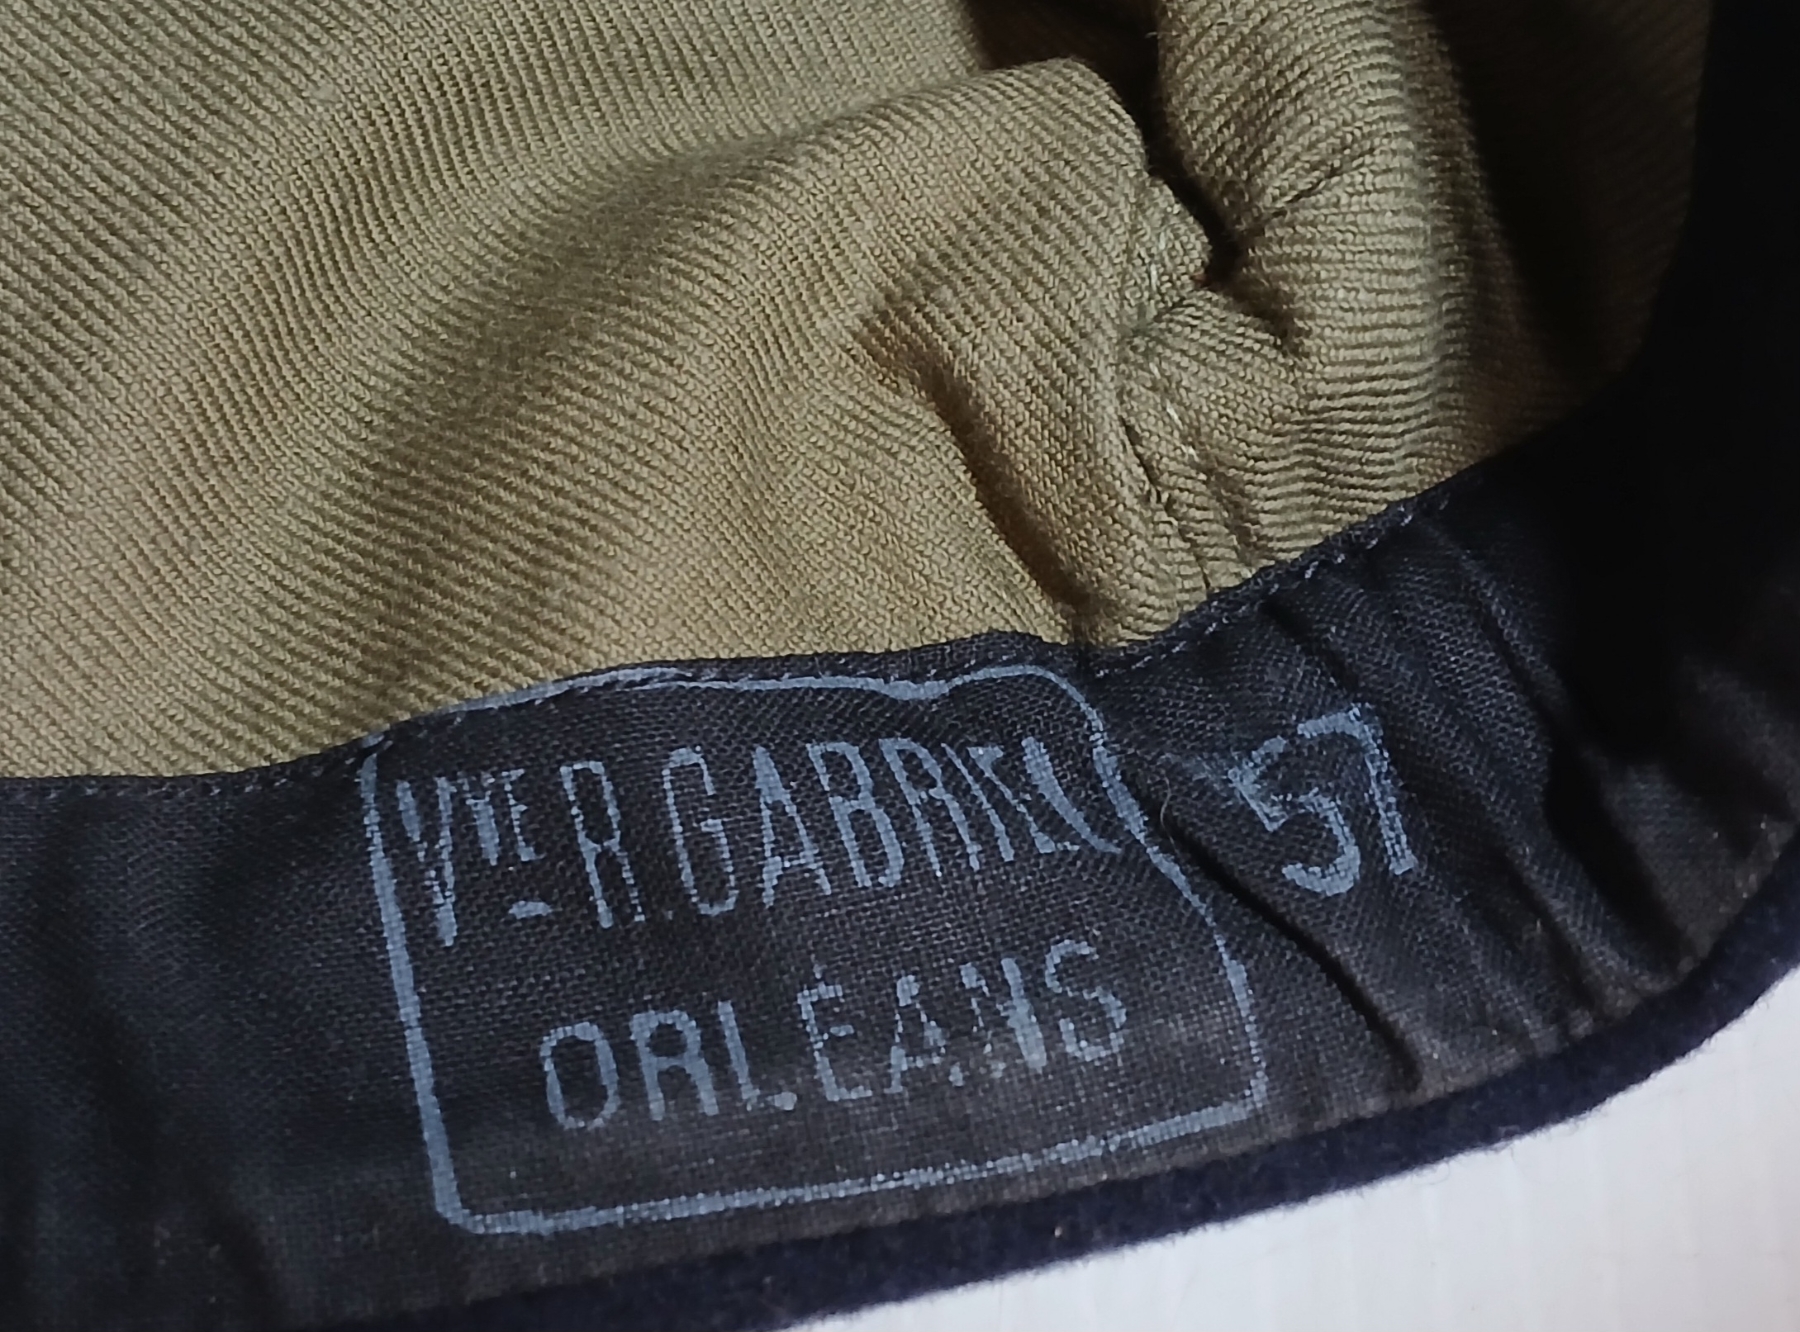 Vve R GABRIEL
ORLÉANS
57